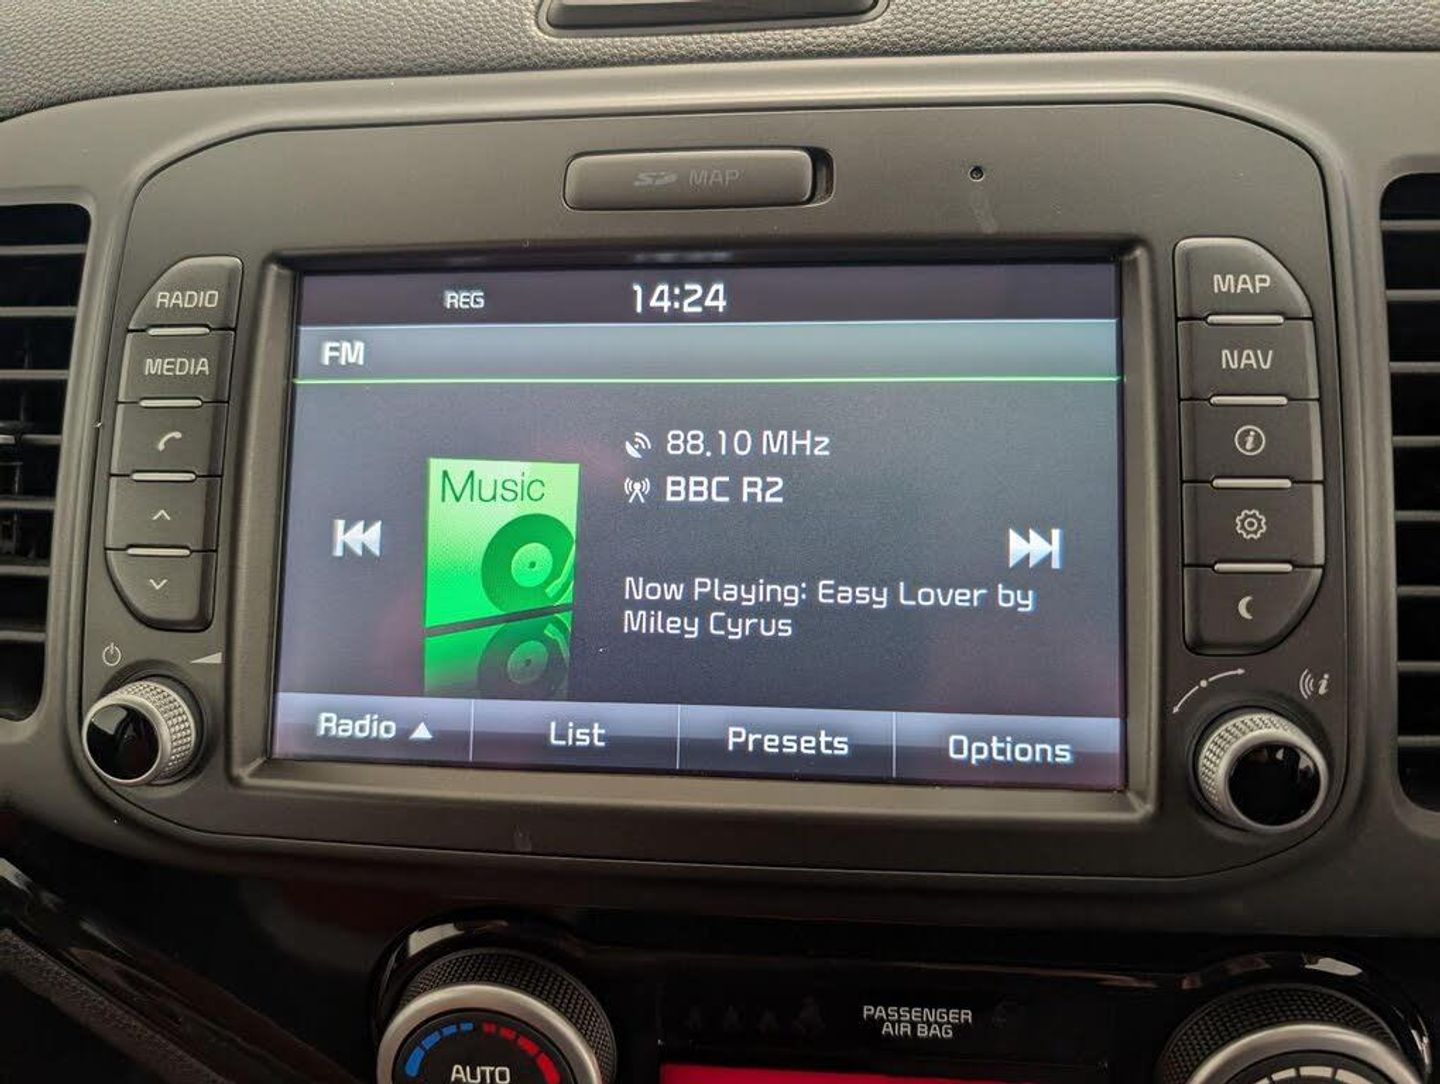 SD MAP
RADIO
MEDIA
MAP
NAV
REG 14:24
FM
88.10 MHz
BBC R2
Music
Now Playing: Easy Lover by
Miley Cyrus
Radio ▲ List Presets Options
PASSENGER
AIR BAG
AUTO